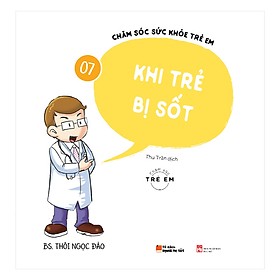 CHĂM SÓC SỨC KHỎE TRẺ EM
07
KHI TRẺ
BỊ SỐT
Thu Trần dịch
TRẺ EM
BS. THÔI NGỌC ĐÀO